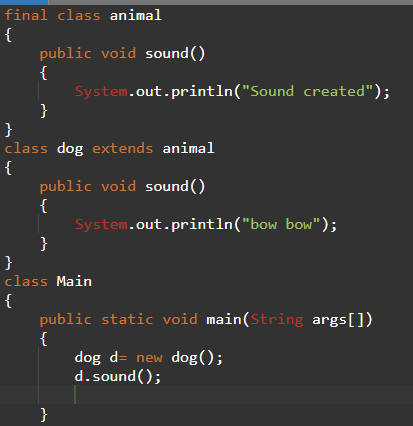 final class animal
{
    public void sound()
    {
        System.out.println("Sound created");
    }
}
class dog extends animal
{
    public void sound()
    {
        System.out.println("bow bow");
    }
}
class Main
{
    public static void main(String args[])
    {
        dog d= new dog();
        d.sound();
    }